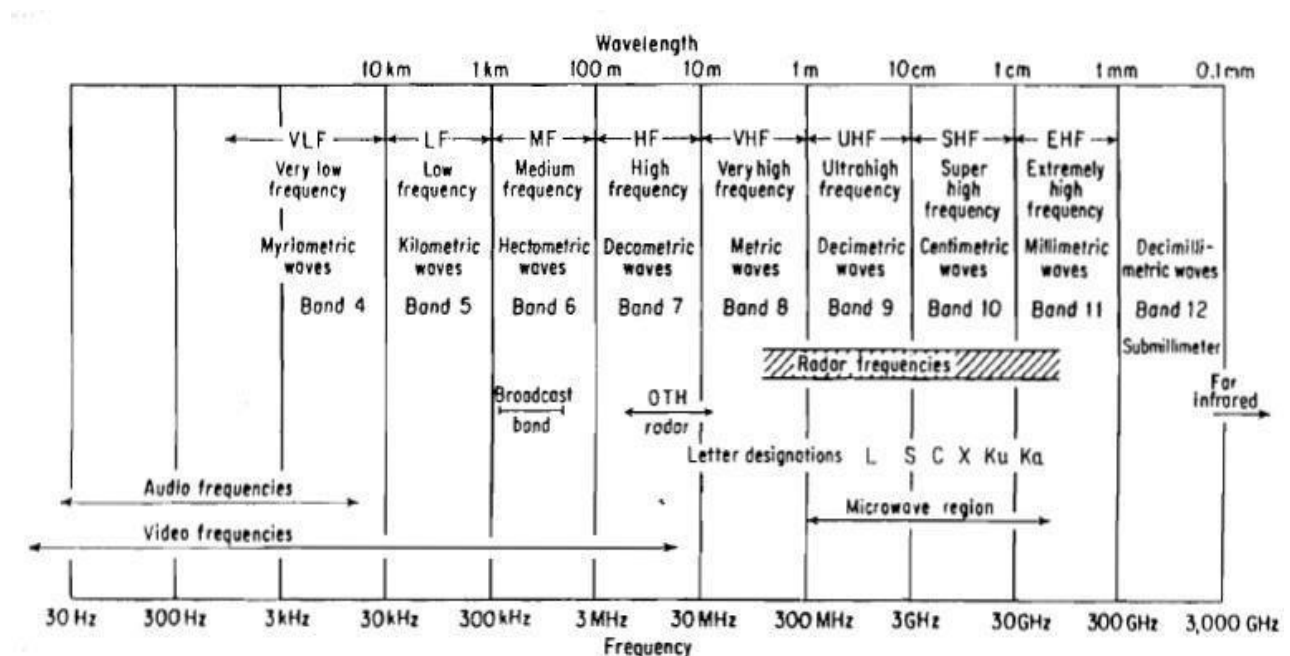 Wavelength
10 km 1 km 100 m 10 m 1 m 10 cm 1 cm 1 mm 0.1 mm
VLF LF MF HF VHF UHF SHF EHF
Very low frequency
Low frequency
Medium frequency
High frequency
Very high frequency
Ultrahigh frequency
Super high frequency
Extremely high frequency
Myriametric waves
Kilometric waves
Hectometric waves
Decametric waves
Metric waves
Decimetric waves
Centimetric waves
Millimetric waves
Decimilli-
metric waves
Band 4 Band 5 Band 6 Band 7 Band 8 Band 9 Band 10 Band 11 Band 12
Submillimeter
Radar frequencies
Broadcast
band
OTH
radar
Far
infrared
Letter designations L S C X Ku Ka
Audio frequencies
Microwave region
Video frequencies
30 Hz 300 Hz 3 kHz 30 kHz 300 kHz 3 MHz 30 MHz 300 MHz 3 GHz 30 GHz 300 GHz 3,000 GHz
Frequency